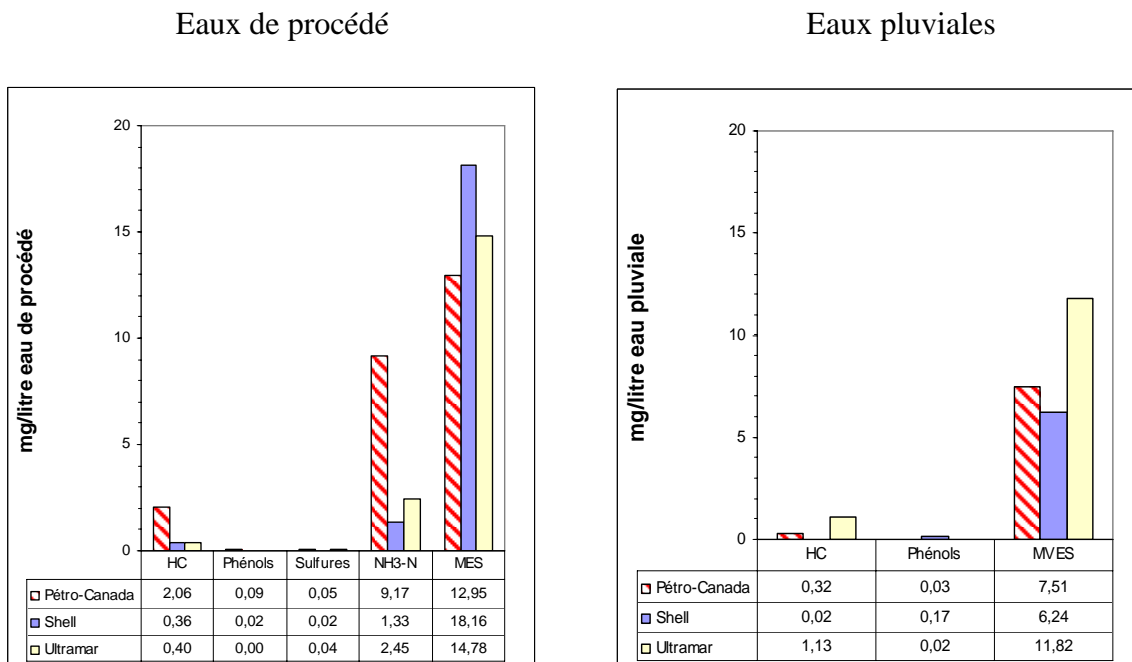 Eaux de procédé
Eaux pluviales
20
15
10
5
0
mg/litre eau de procédé
HC Phénols Sulfures NH3-N MES
Pétro-Canada 2,06 0,09 0,05 9,17 12,95
Shell 0,36 0,02 0,02 1,33 18,16
Ultramar 0,40 0,00 0,04 2,45 14,78
20
15
10
5
0
mg/litre eau pluviale
HC Phénols MVES
Pétro-Canada 0,32 0,03 7,51
Shell 0,02 0,17 6,24
Ultramar 1,13 0,02 11,82